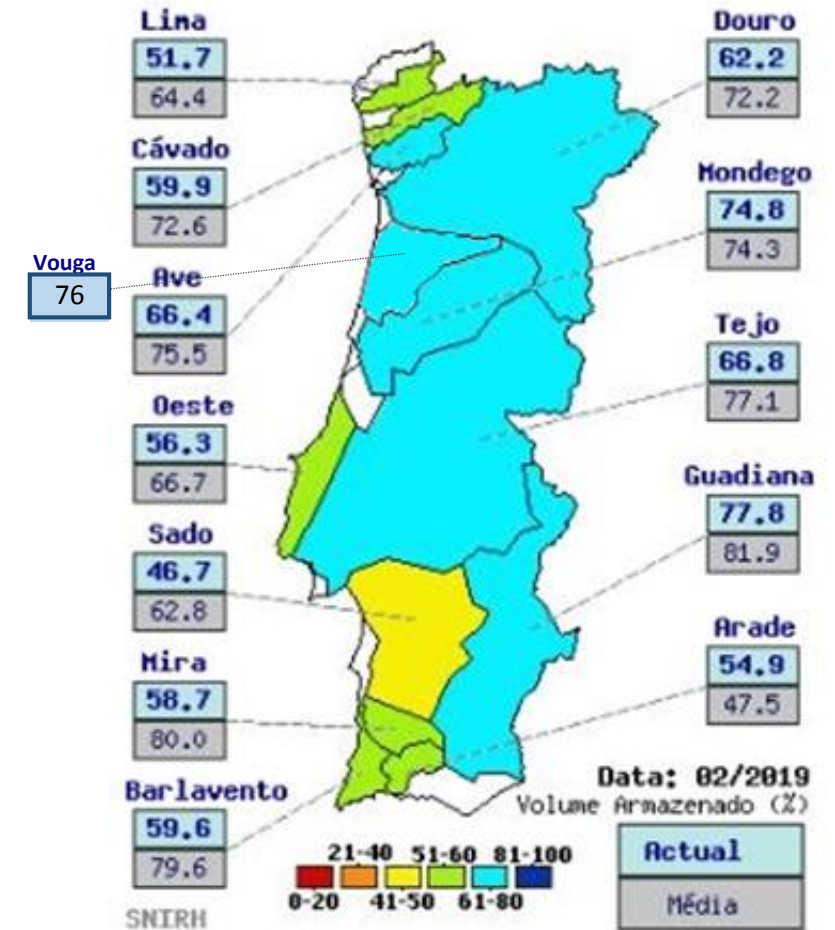 Lima
51.7
64.4
Cávado
59.9
72.6
Vouga
76
Ave
66.4
75.5
Oeste
56.3
66.7
Sado
46.7
62.8
Mira
58.7
80.0
Barlavento
59.6
79.6
SNIRH
Douro
62.2
72.2
Mondego
74.8
74.3
Tejo
66.8
77.1
Guadiana
77.8
81.9
Arade
54.9
47.5
Data: 02/2019
Volume Armazenado (%)
21-40 51-60 81-100
0-20 41-50 61-80
Actual
Média